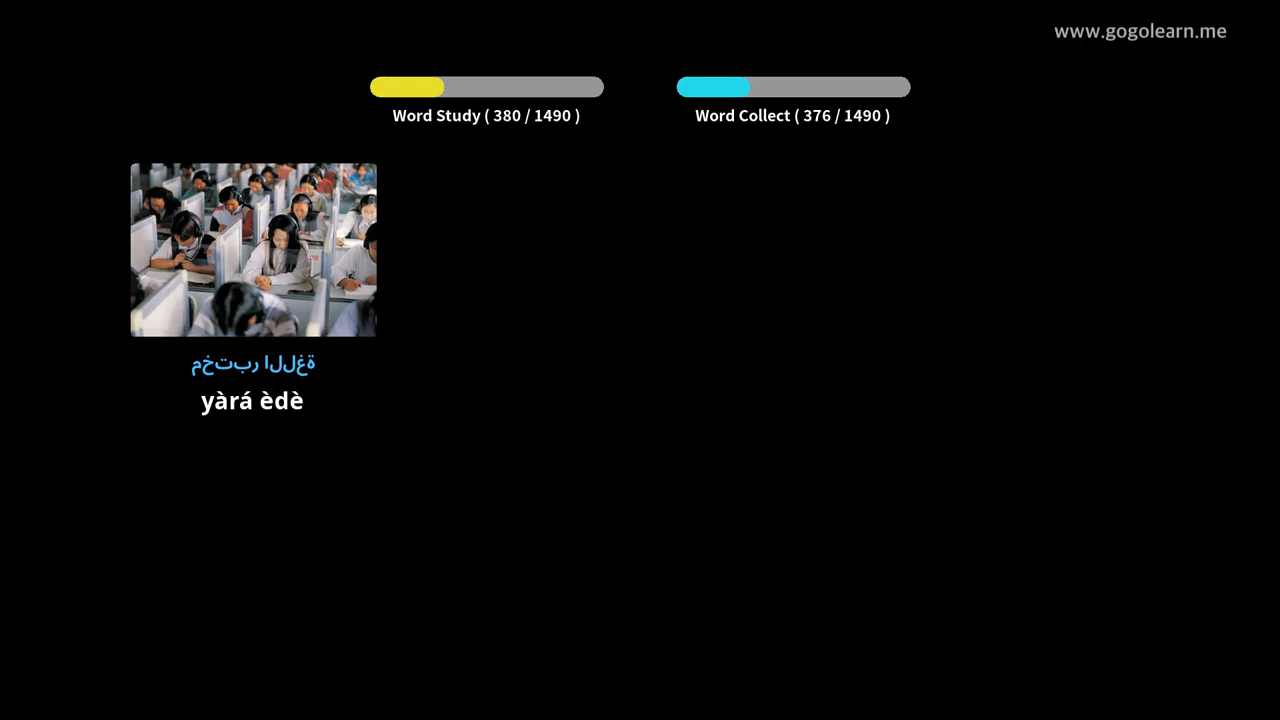 www.gogolearn.me
Word Study ( 380 / 1490 )
Word Collect ( 376 / 1490 )
مختبر اللغة
yàrá èdè